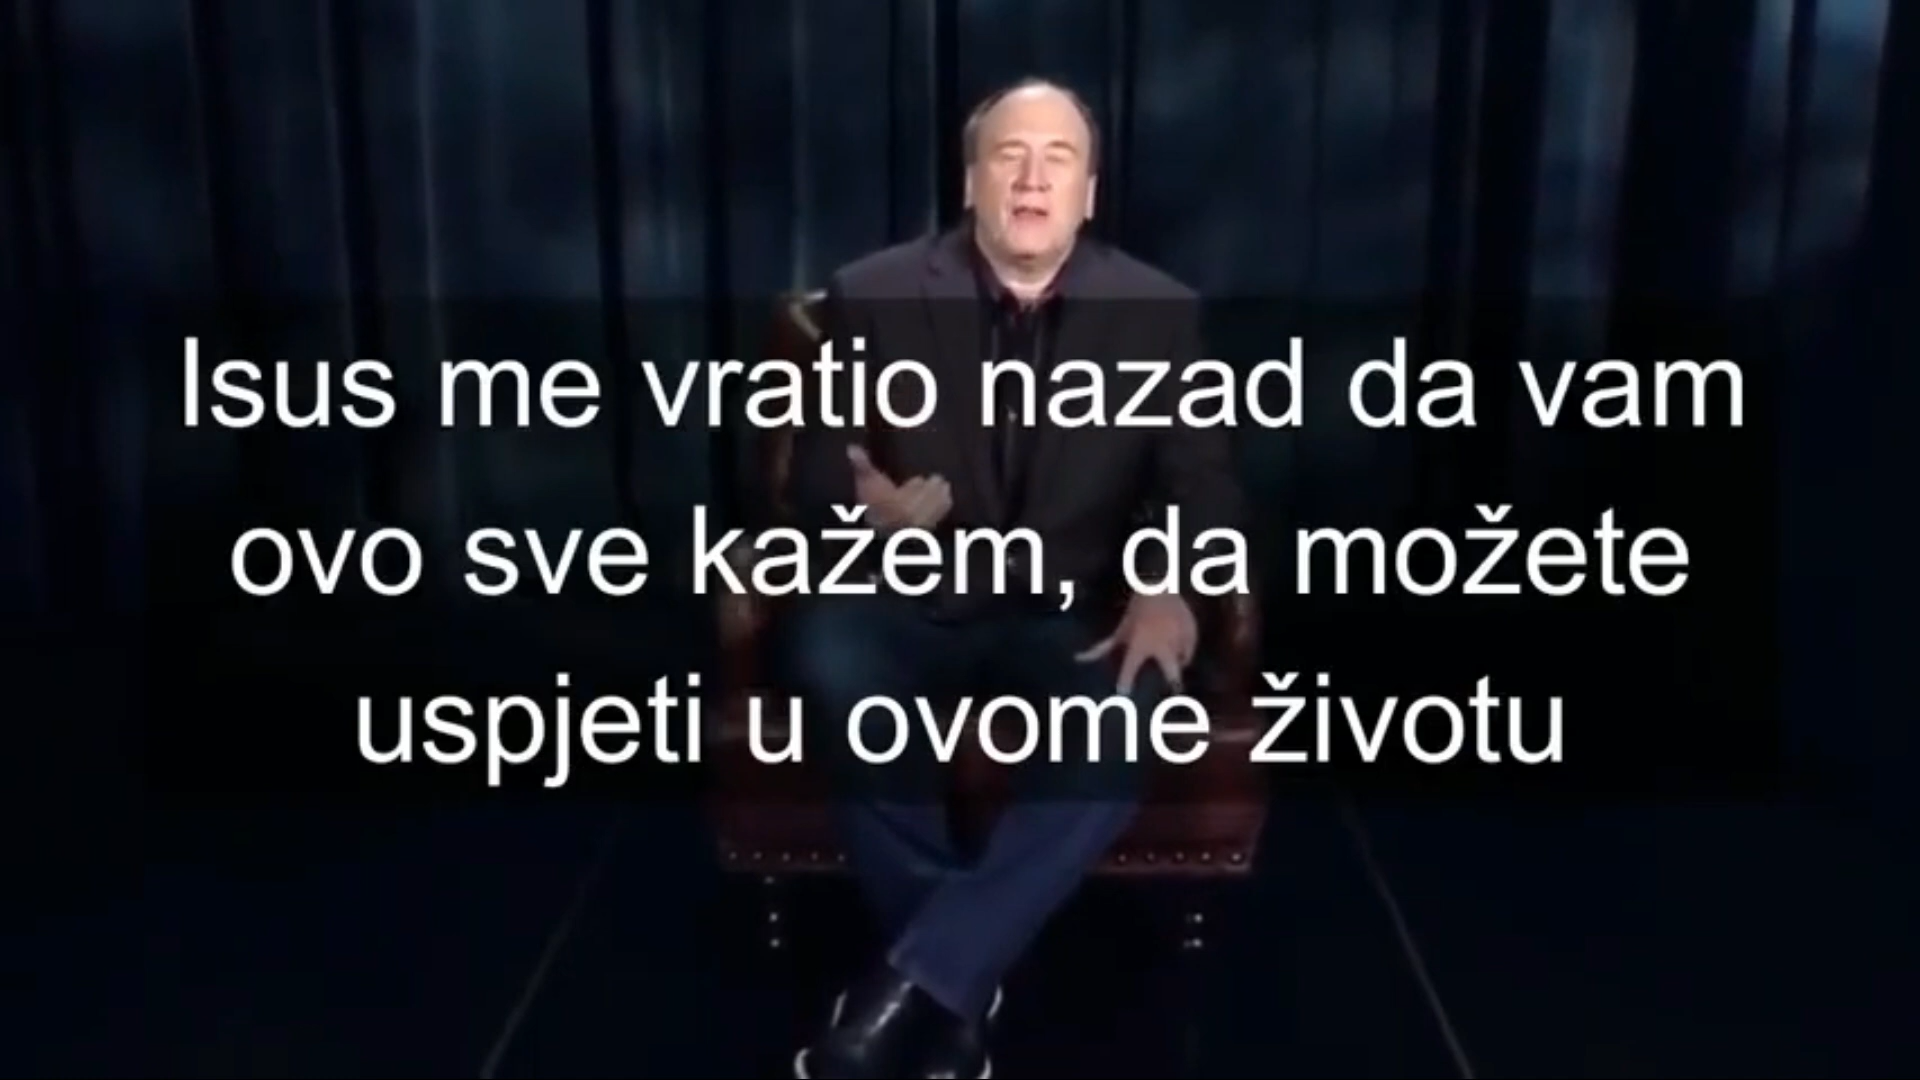 Isus me vratio nazad da vam
ovo sve kažem, da možete
uspjeti u ovome životu